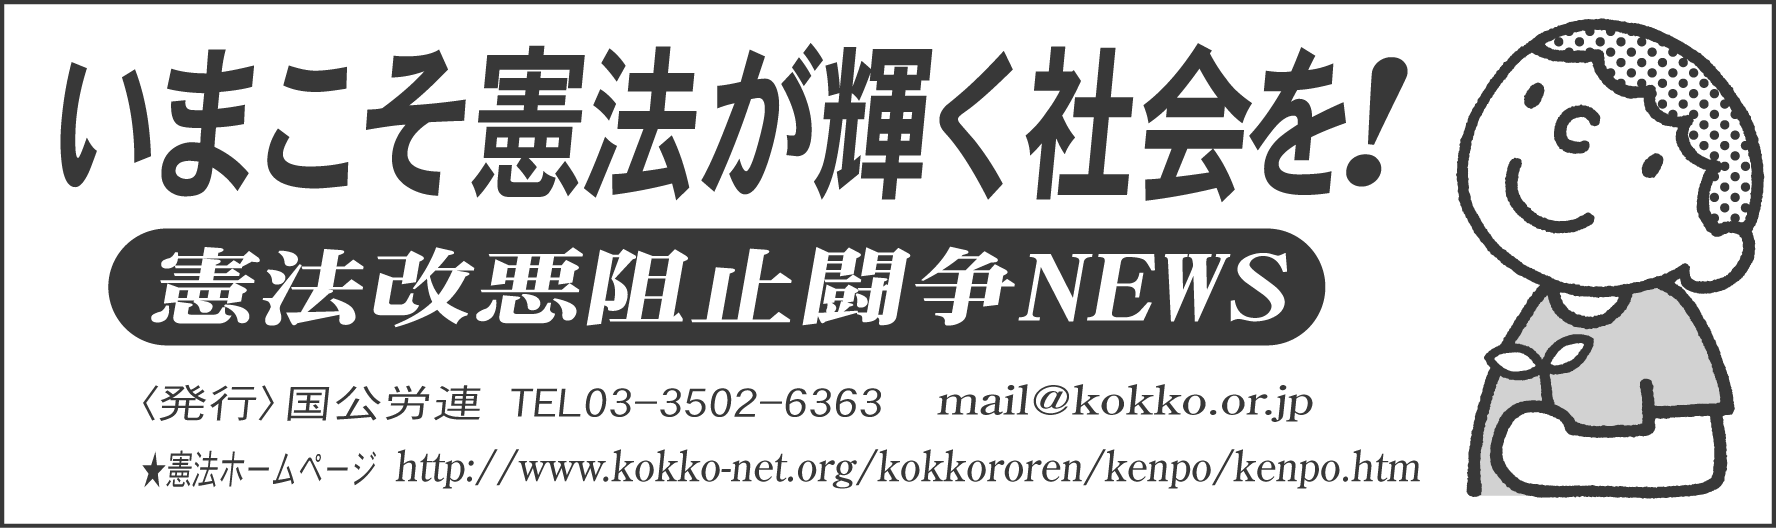 いまこそ憲法が輝く社会を!
憲法改悪阻止闘争NEWS
〈発行〉国公労連 TEL03−3502−6363 mail@kokko.or.jp
★憲法ホームページ http://www.kokko-net.org/kokkororen/kenpo/kenpo.htm